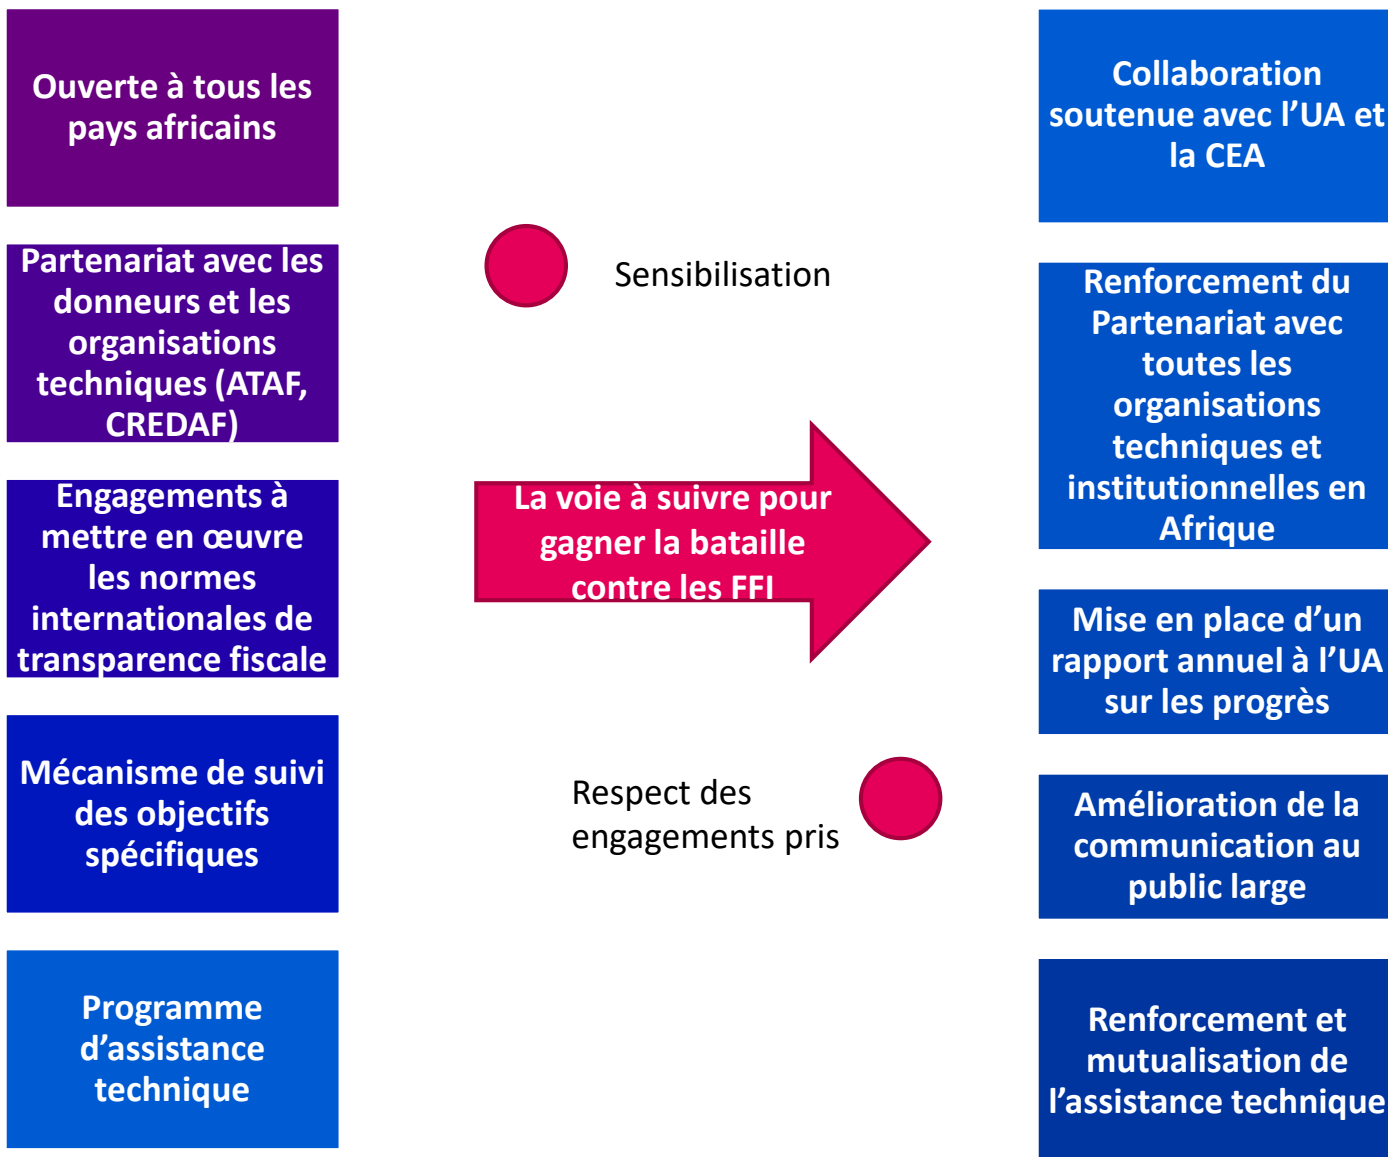 Ouverte à tous les
pays africains
Partenariat avec les
donneurs et les
organisations
techniques (ATAF,
CREDAF)
Engagements à
mettre en œuvre
les normes
internationales de
transparence fiscale
Mécanisme de suivi
des objectifs
spécifiques
Programme
d’assistance
technique
Sensibilisation
La voie à suivre pour
gagner la bataille
contre les FFI
Respect des
engagements pris
Collaboration
soutenue avec l’UA et
la CEA
Renforcement du
Partenariat avec
toutes les
organisations
techniques et
institutionnelles en
Afrique
Mise en place d’un
rapport annuel à l’UA
sur les progrès
Amélioration de la
communication au
public large
Renforcement et
mutualisation de
l’assistance technique